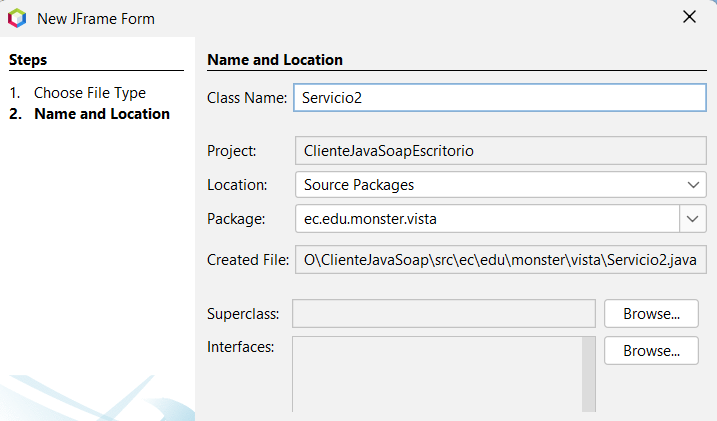 New JFrame Form
Steps
1. Choose File Type
2. Name and Location
Name and Location
Class Name: Servicio2
Project: ClienteJavaSoapEscritorio
Location: Source Packages
Package: ec.edu.monster.vista
Created File: O\ClienteJavaSoap\src\ec\edu\monster\vista\Servicio2.java
Superclass: Browse...
Interfaces: Browse...